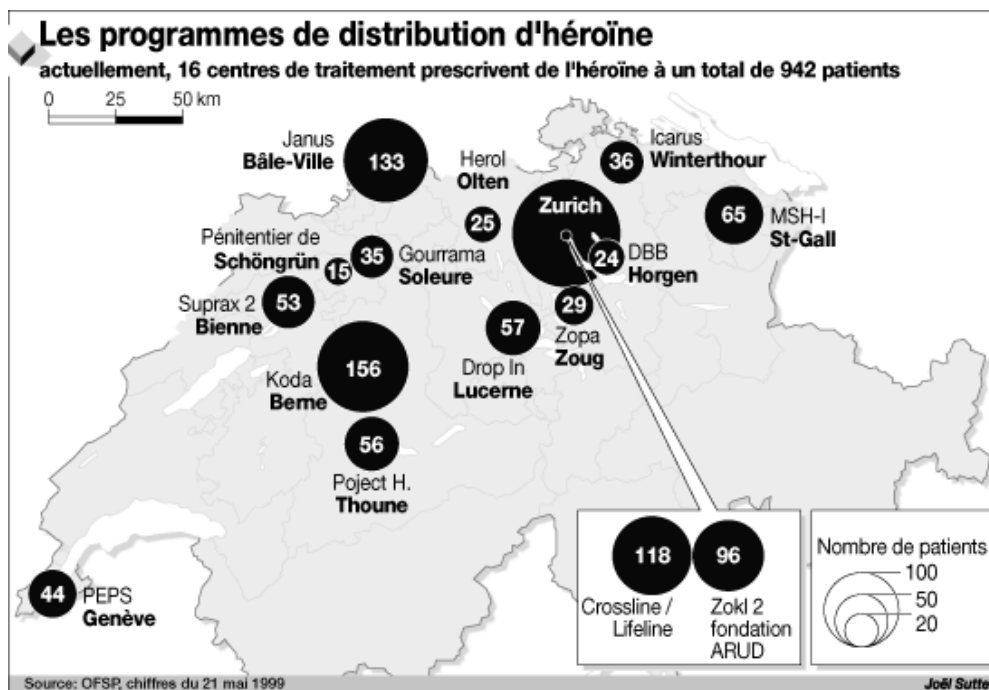 Les programmes de distribution d'héroïne
actuellement, 16 centres de traitement prescrivent de l'héroïne à un total de 942 patients
0 25 50 km
Janus
Bâle-Ville
133
Herol
Olten
25
Zurich
36
Icarus
Winterthour
65
MSH-I
St-Gall
Pénitentier de
Schöngrün
15
35
Gourrama
Soleure
24
DBB
Horgen
Suprax 2
Bienne
53
29
Zopa
Zoug
57
Drop In
Lucerne
Koda
Berne
156
56
Poject H.
Thoune
44
PEPS
Genève
118
Crossline /
Lifeline
96
Zokl 2
fondation
ARUD
Nombre de patients
100
50
20
Source: OFSP, chiffres du 21 mai 1999
Joël Sutte